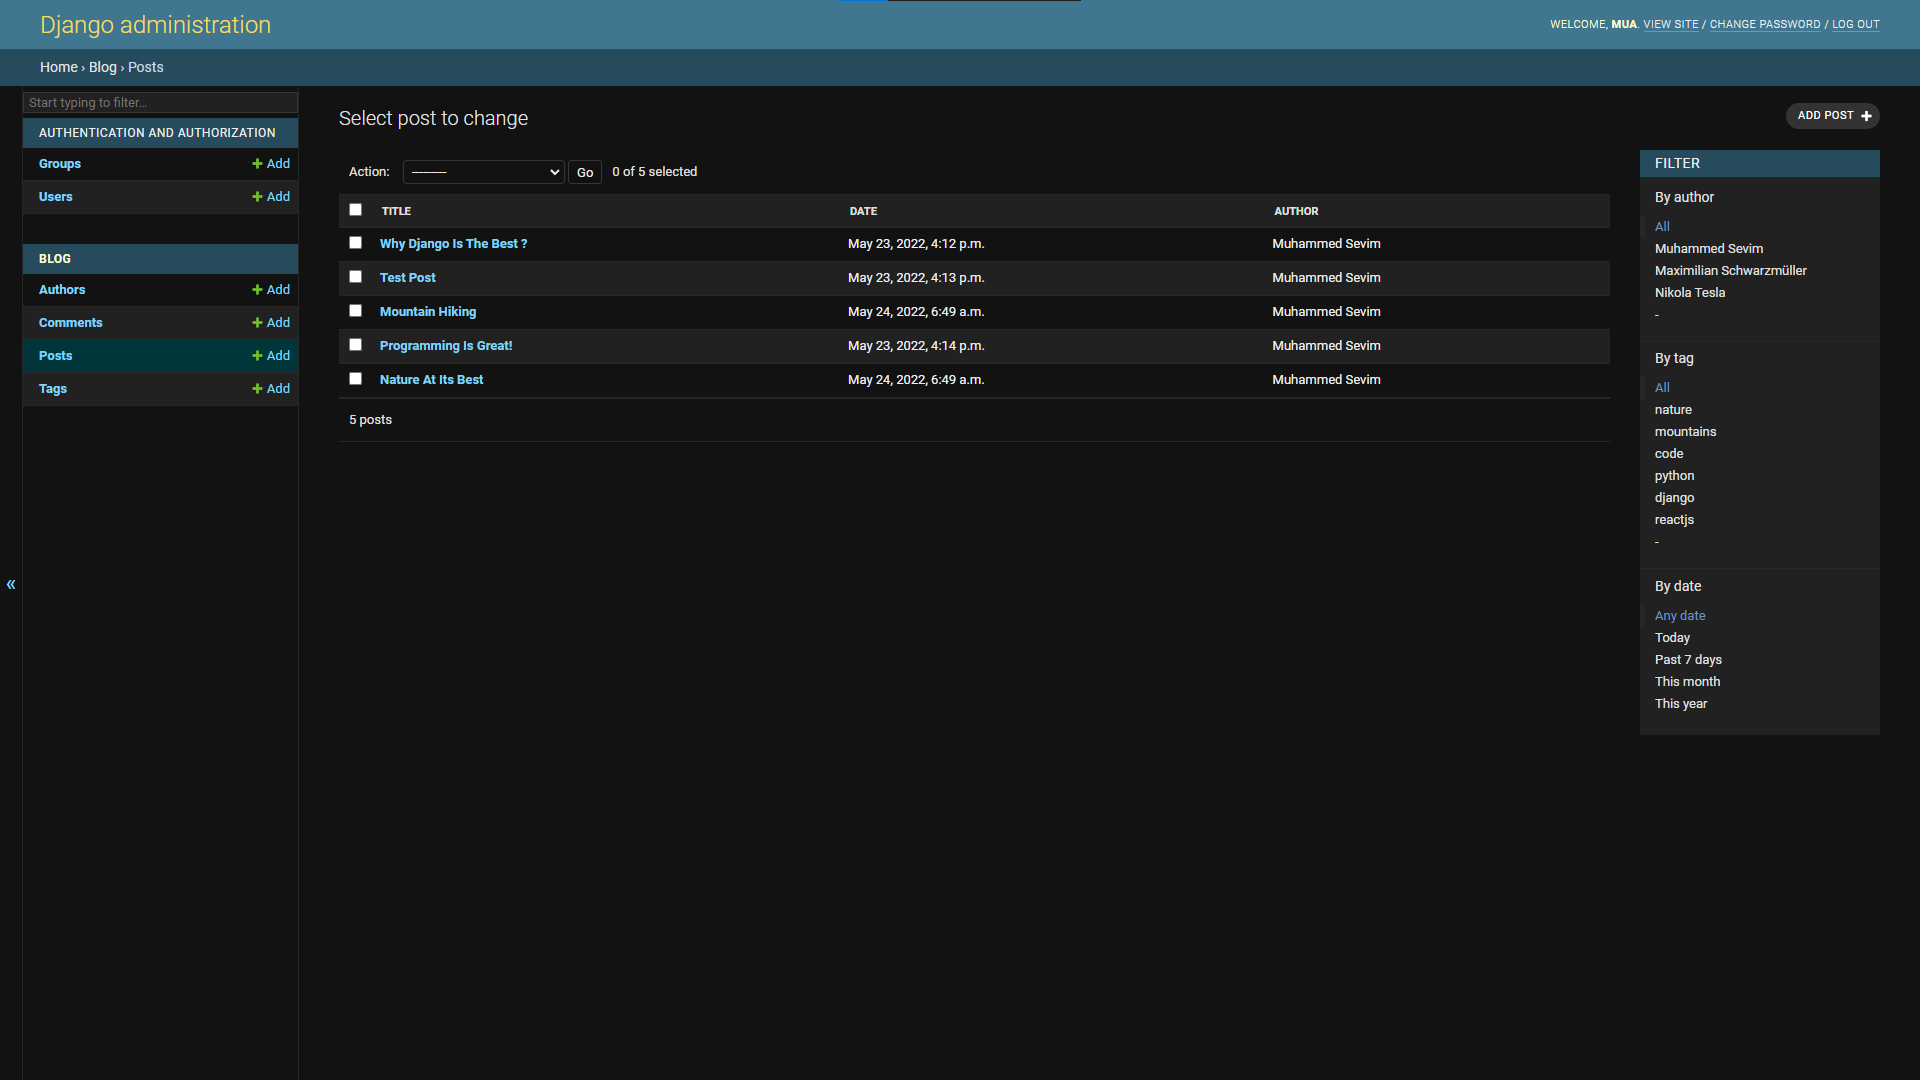 Django administration
WELCOME, MUA. VIEW SITE / CHANGE PASSWORD / LOG OUT
Home › Blog › Posts
Start typing to filter...
AUTHENTICATION AND AUTHORIZATION
Groups Add
Users Add
BLOG
Authors Add
Comments Add
Posts Add
Tags Add
«
Select post to change
ADD POST
Action: --------- Go 0 of 5 selected
TITLE DATE AUTHOR
Why Django Is The Best ? May 23, 2022, 4:12 p.m. Muhammed Sevim
Test Post May 23, 2022, 4:13 p.m. Muhammed Sevim
Mountain Hiking May 24, 2022, 6:49 a.m. Muhammed Sevim
Programming Is Great! May 23, 2022, 4:14 p.m. Muhammed Sevim
Nature At Its Best May 24, 2022, 6:49 a.m. Muhammed Sevim
5 posts
FILTER
By author
All
Muhammed Sevim
Maximilian Schwarzmüller
Nikola Tesla
-
By tag
All
nature
mountains
code
python
django
reactjs
-
By date
Any date
Today
Past 7 days
This month
This year